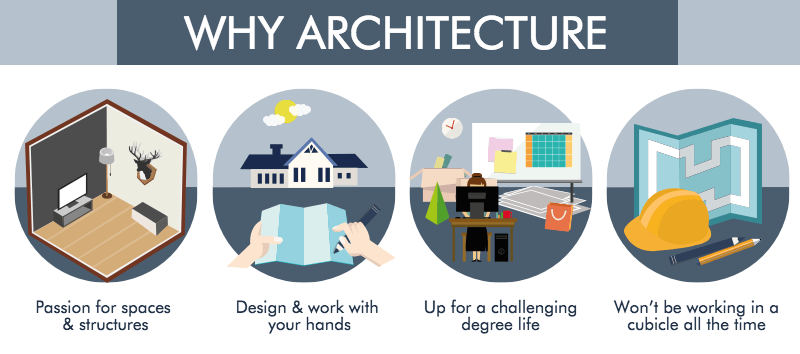 WHY ARCHITECTURE
Passion for spaces
& structures
Design & work with
your hands
Up for a challenging
degree life
Won't be working in a
cubicle all the time